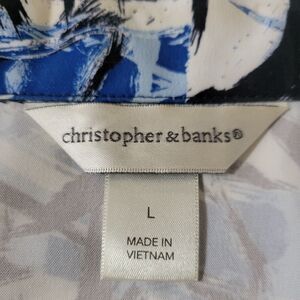 christopher & banks®
L
MADE IN
VIETNAM